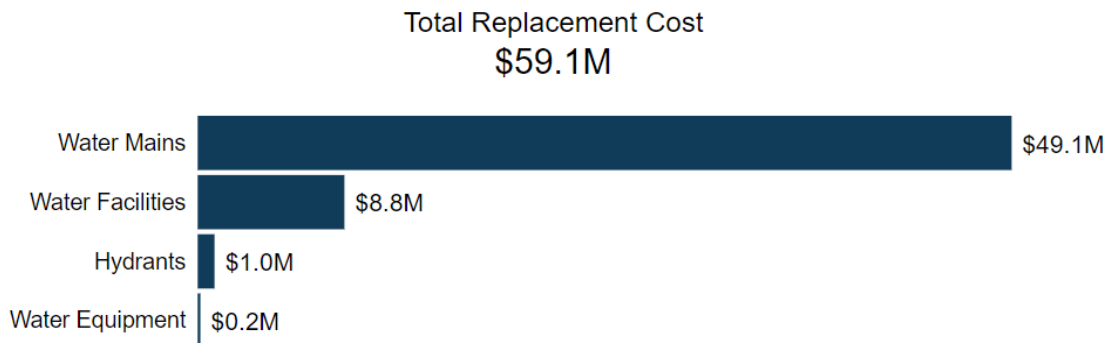 Total Replacement Cost
$59.1M
Water Mains $49.1M
Water Facilities $8.8M
Hydrants $1.0M
Water Equipment $0.2M